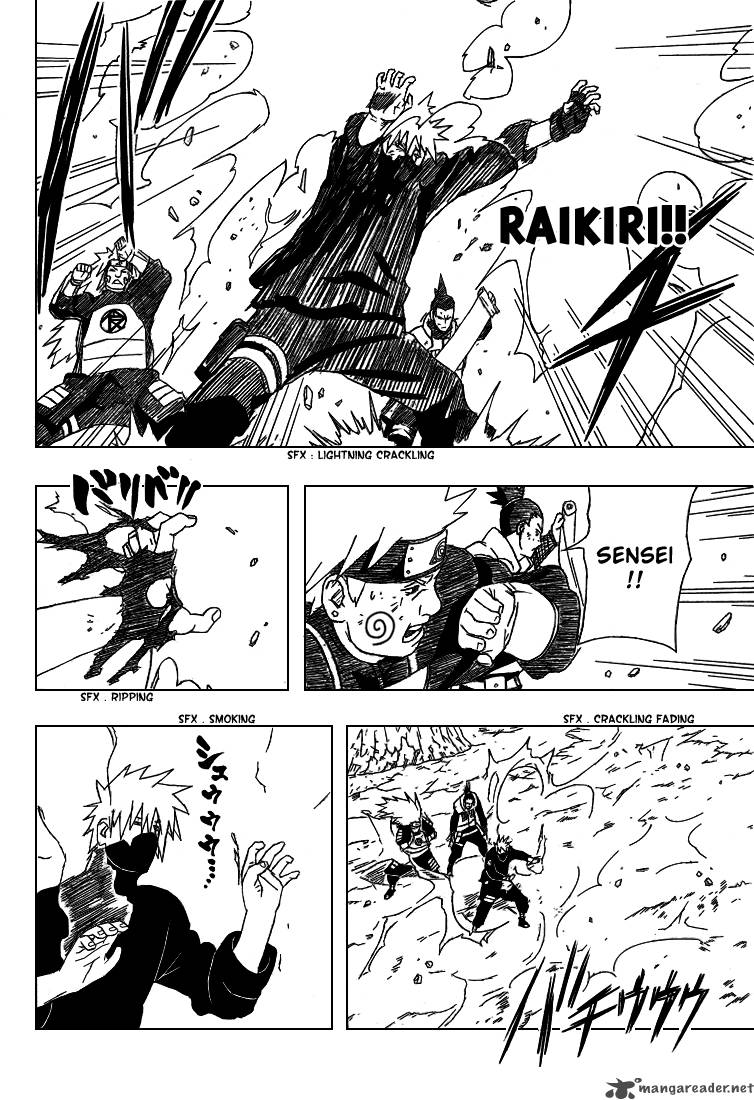 RAIKIRI!!
SFX : LIGHTNING CRACKLING
バリバリ
SENSEI
!!
SFX . RIPPING
SFX . SMOKING
SFX . CRACKLING FADING
シュウウウ…
バチウウウ
mangareader.net